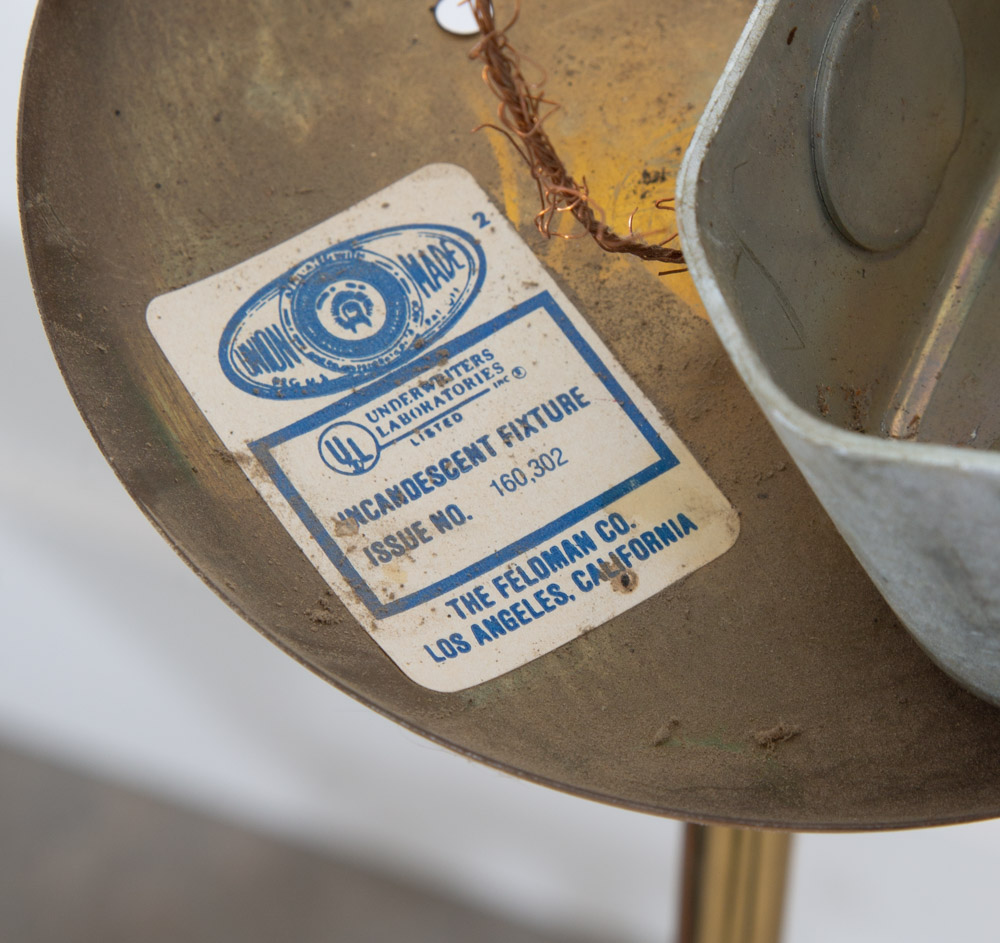 2
UNION MADE
UNDERWRITERS
LABORATORIES INC ®
UL
LISTED
INCANDESCENT FIXTURE
ISSUE NO. 160,302
THE FELDMAN CO.
LOS ANGELES, CALIFORNIA